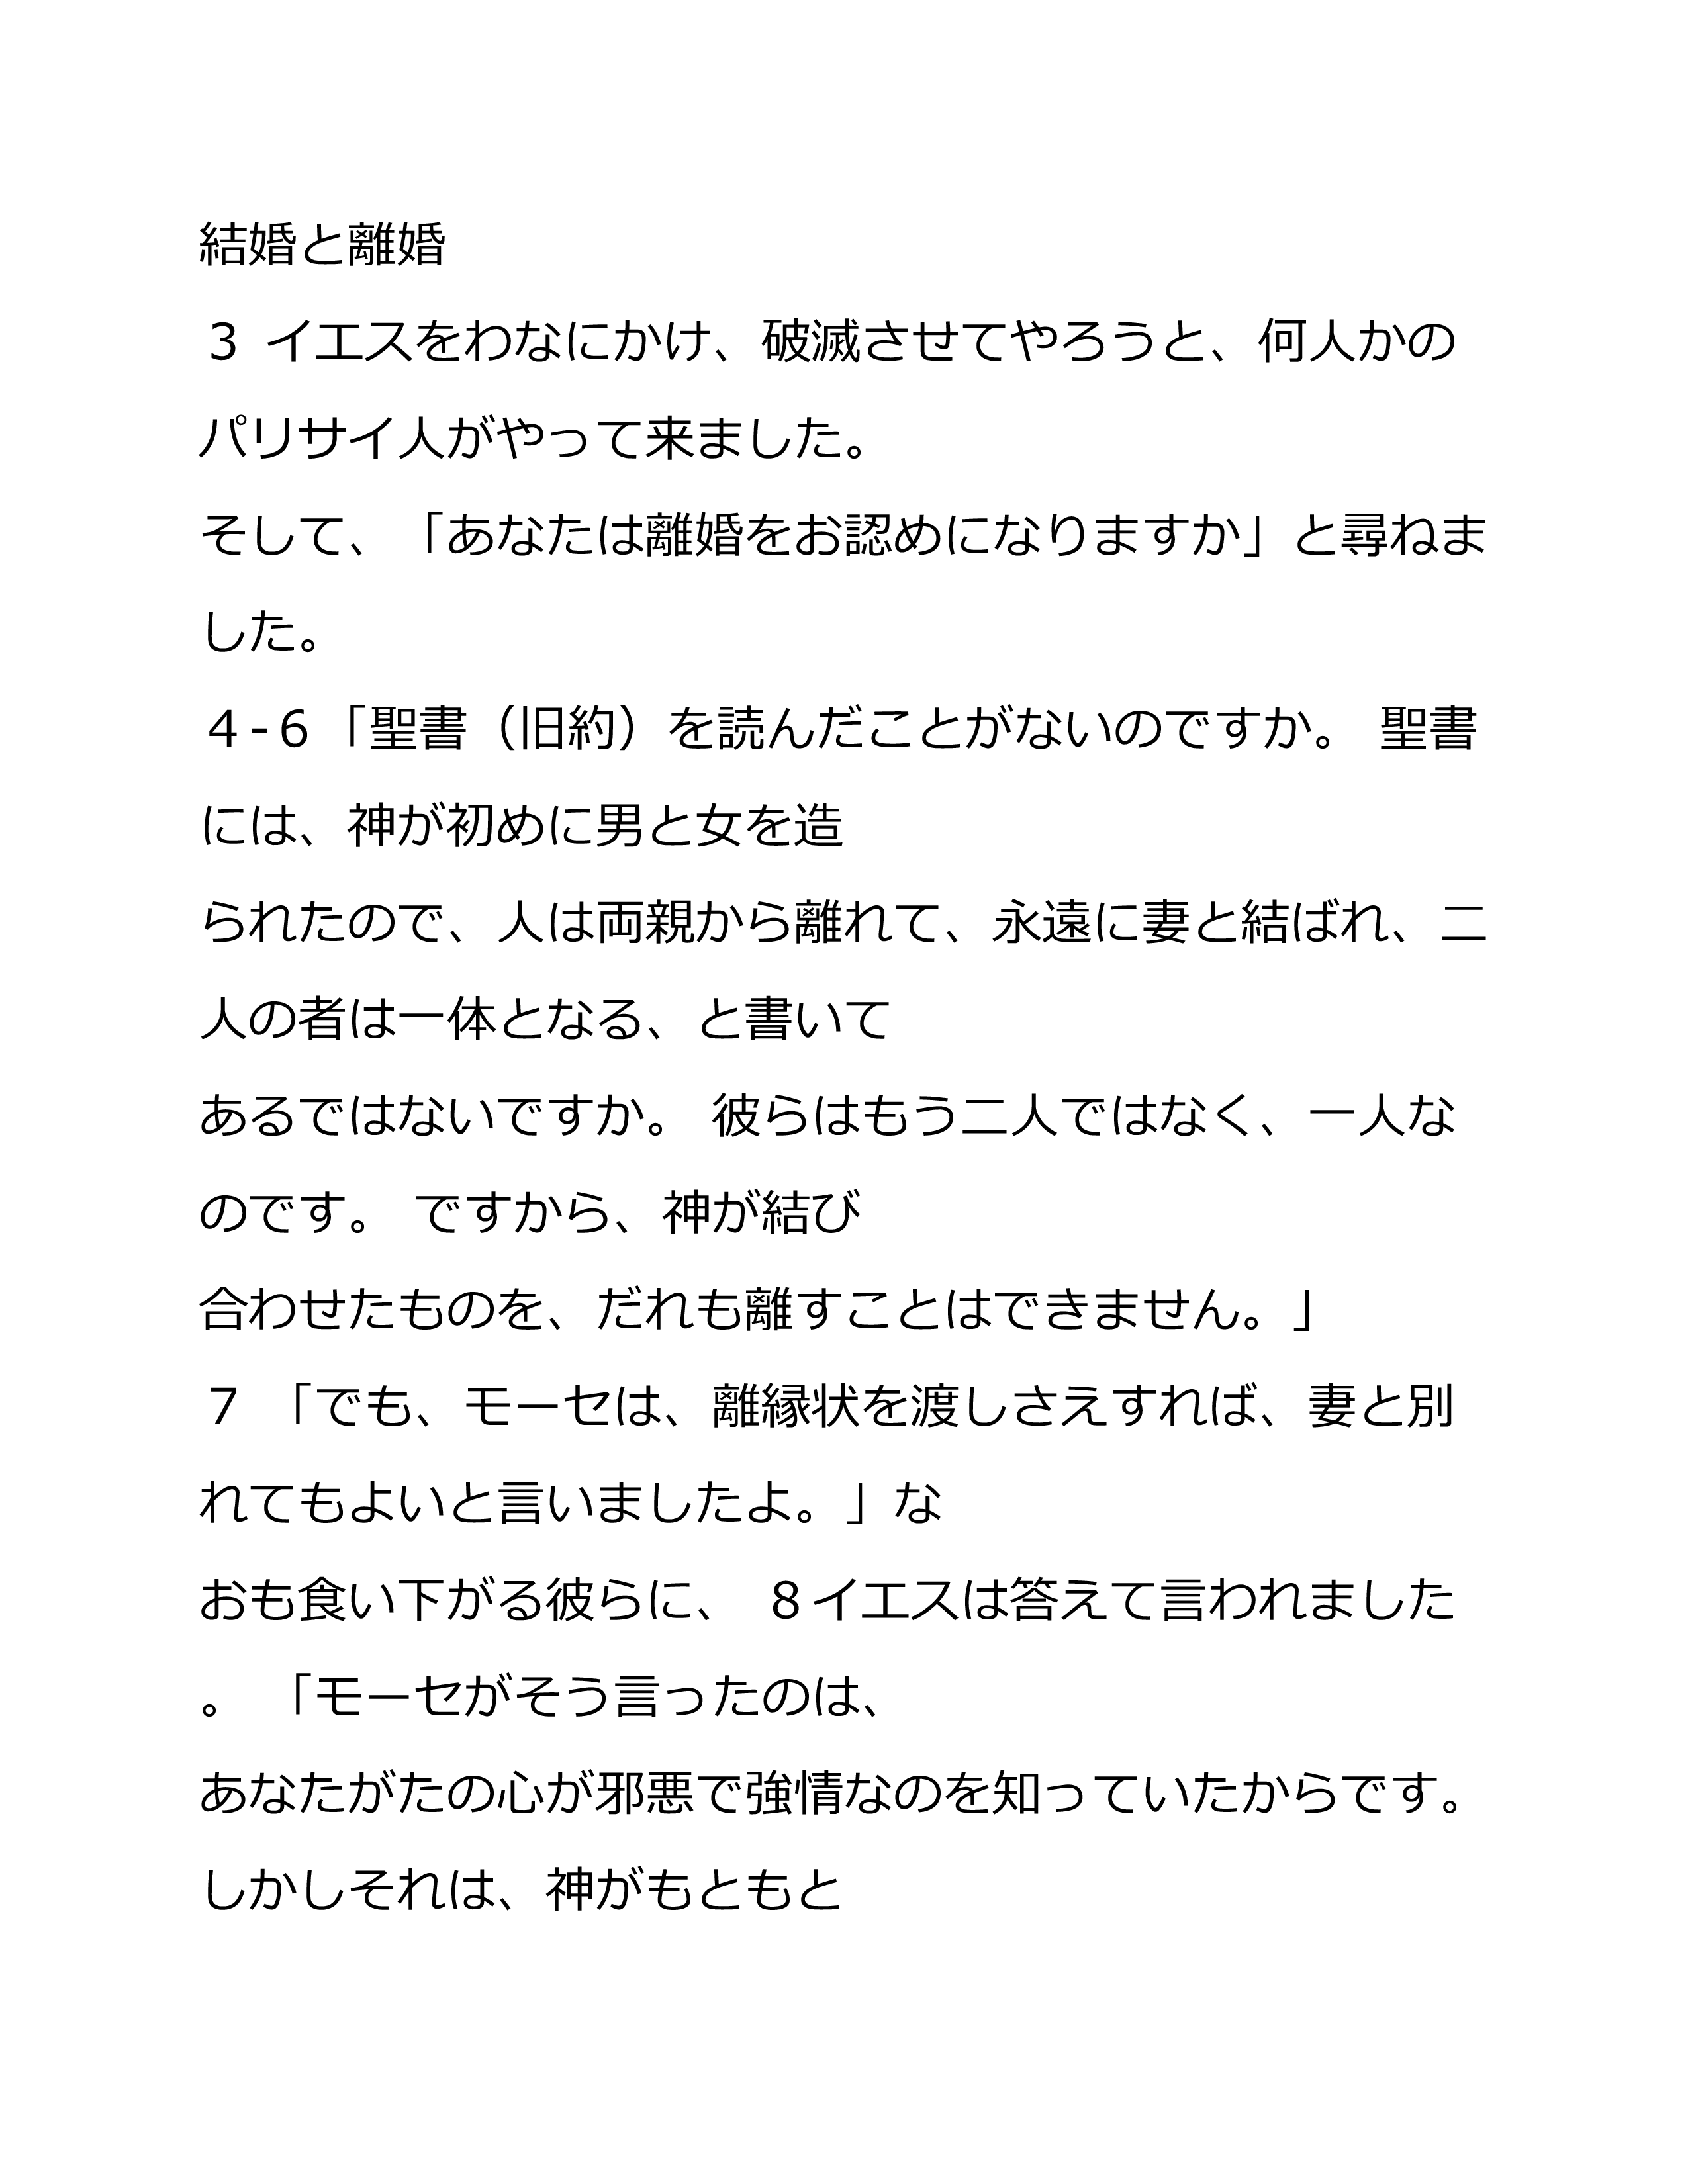 結婚と離婚
３ イエスをわなにかけ、破滅させてやろうと、何人かの
パリサイ人がやって来ました。
そして、「あなたは離婚をお認めになりますか」と尋ねま
した。
４-６「聖書（旧約）を読んだことがないのですか。 聖書
には、神が初めに男と女を造
られたので、人は両親から離れて、永遠に妻と結ばれ、二
人の者は一体となる、と書いて
あるではないですか。 彼らはもう二人ではなく、一人な
のです。 ですから、神が結び
合わせたものを、だれも離すことはできません。」
７ 「でも、モーセは、離縁状を渡しさえすれば、妻と別
れてもよいと言いましたよ。」な
おも食い下がる彼らに、 ８イエスは答えて言われました
。 「モーセがそう言ったのは、
あなたがたの心が邪悪で強情なのを知っていたからです。
しかしそれは、神がもともと